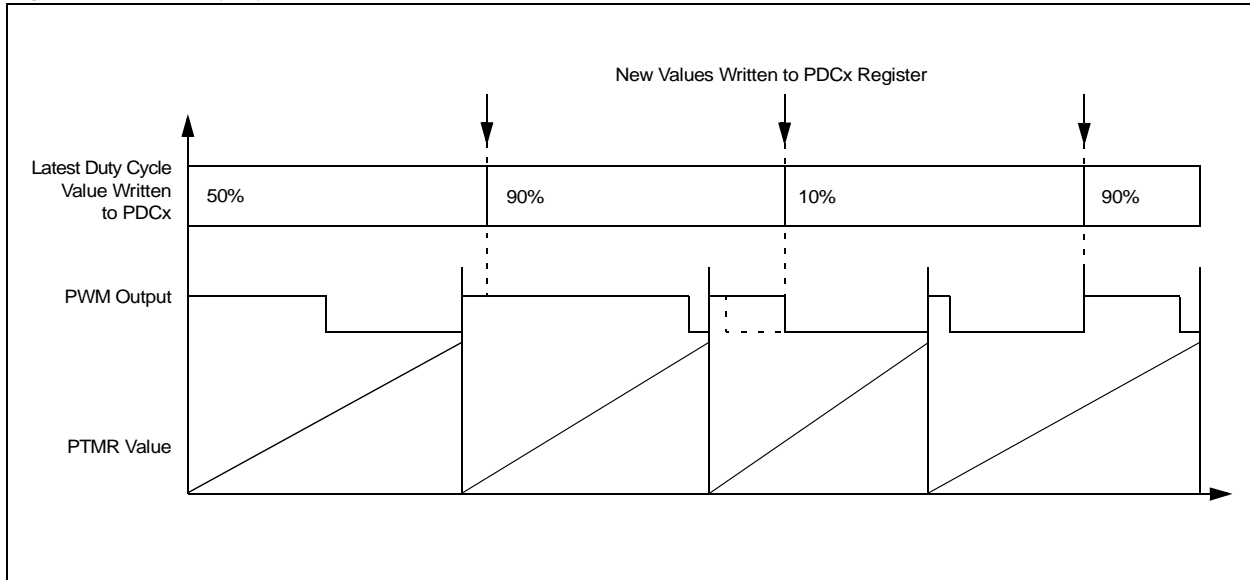 New Values Written to PDCx Register
Latest Duty Cycle
Value Written
to PDCx
50%
90%
10%
90%
PWM Output
PTMR Value